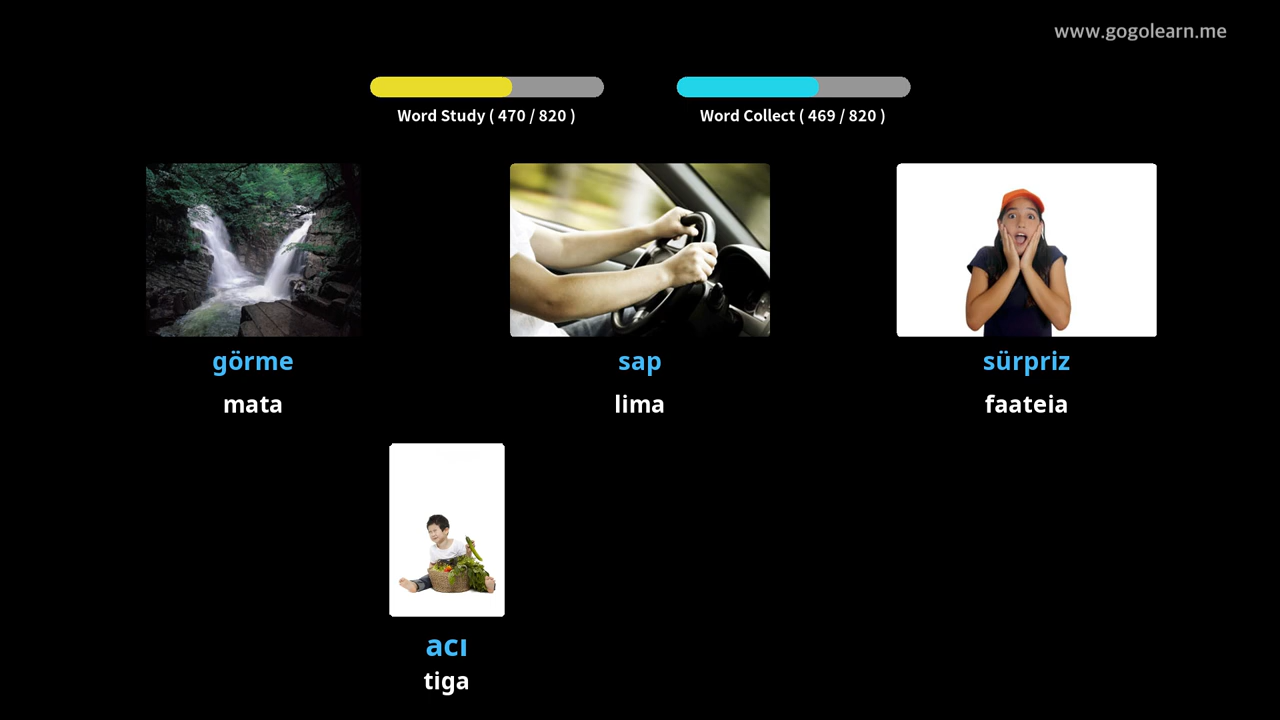 www.gogolearn.me
Word Study ( 470 / 820 )
Word Collect ( 469 / 820 )
görme
sap
sürpriz
mata
lima
faateia
acı
tiga